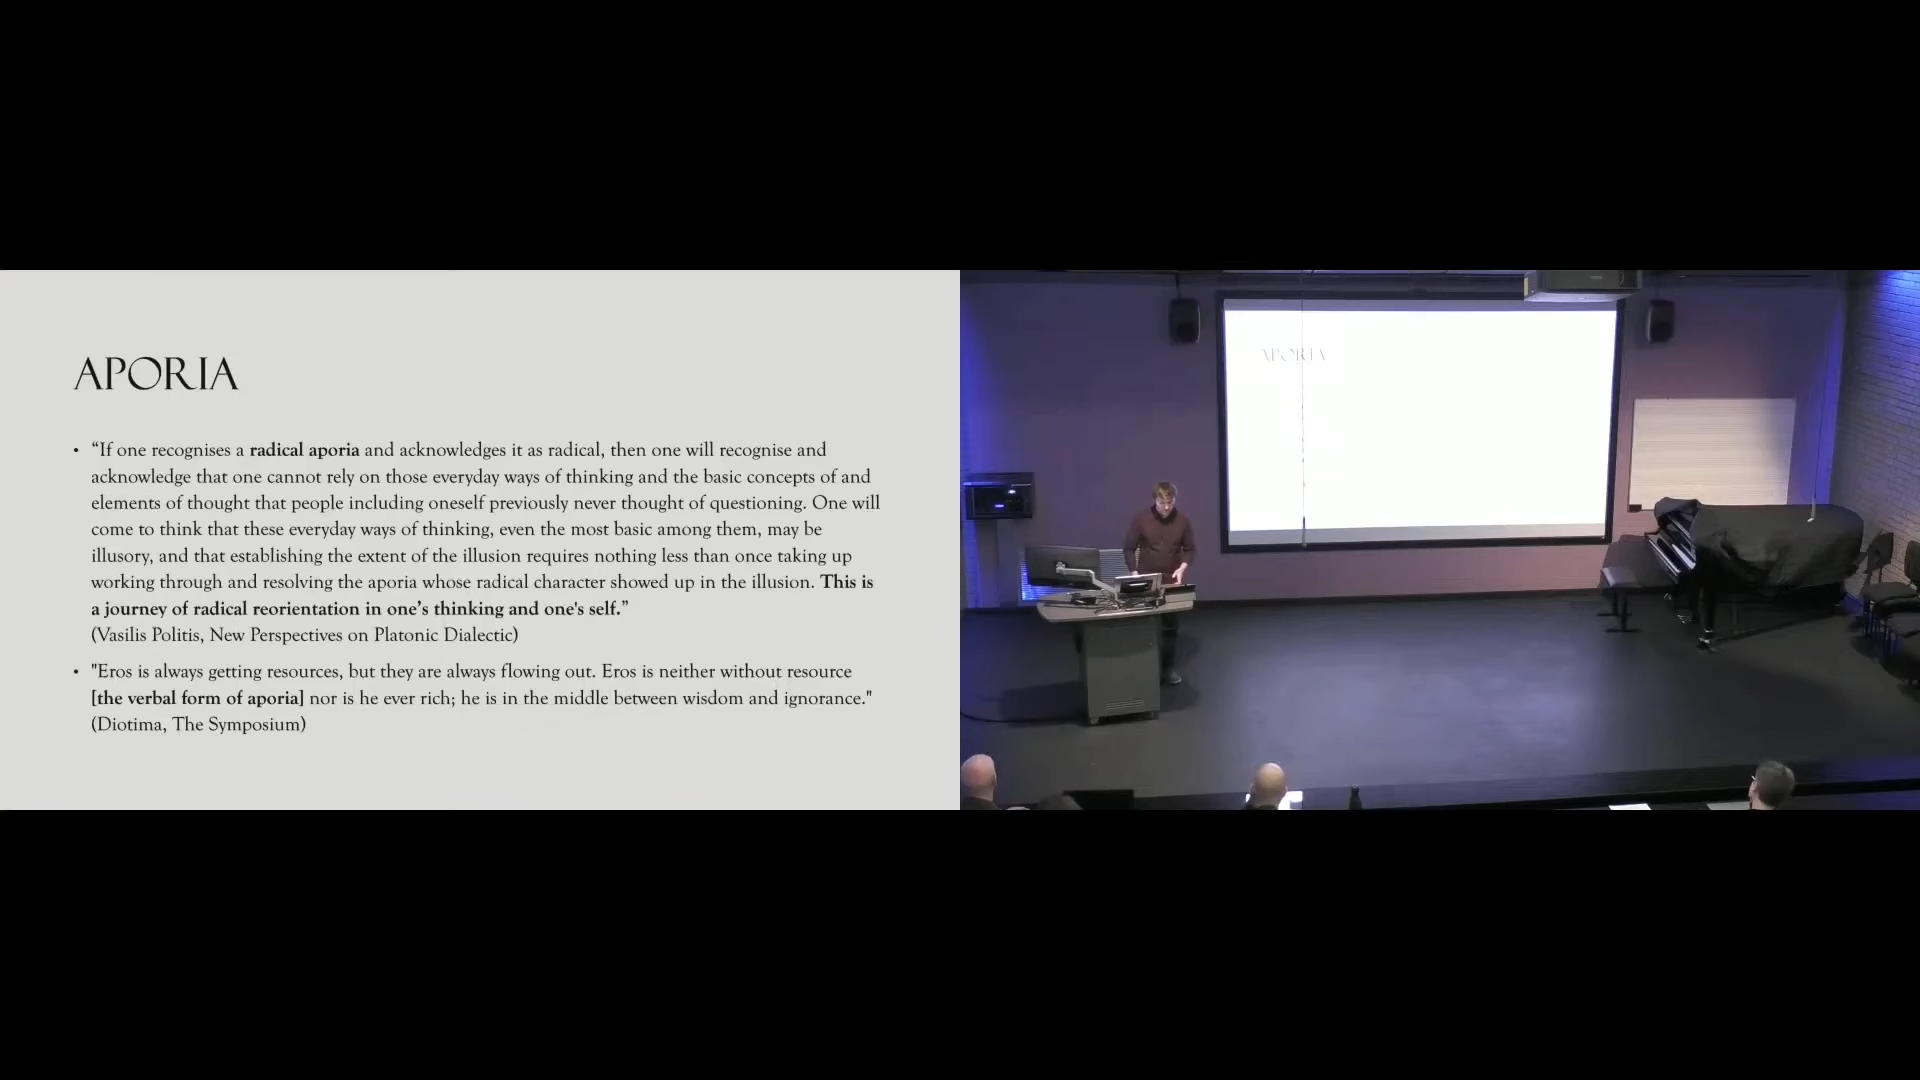 APORIA
• “If one recognises a radical aporia and acknowledges it as radical, then one will recognise and
acknowledge that one cannot rely on those everyday ways of thinking and the basic concepts of and
elements of thought that people including oneself previously never thought of questioning. One will
come to think that these everyday ways of thinking, even the most basic among them, may be
illusory, and that establishing the extent of the illusion requires nothing less than once taking up
working through and resolving the aporia whose radical character showed up in the illusion. This is
a journey of radical reorientation in one’s thinking and one's self.”
(Vasilis Politis, New Perspectives on Platonic Dialectic)
• "Eros is always getting resources, but they are always flowing out. Eros is neither without resource
[the verbal form of aporia] nor is he ever rich; he is in the middle between wisdom and ignorance."
(Diotima, The Symposium)
APORIA